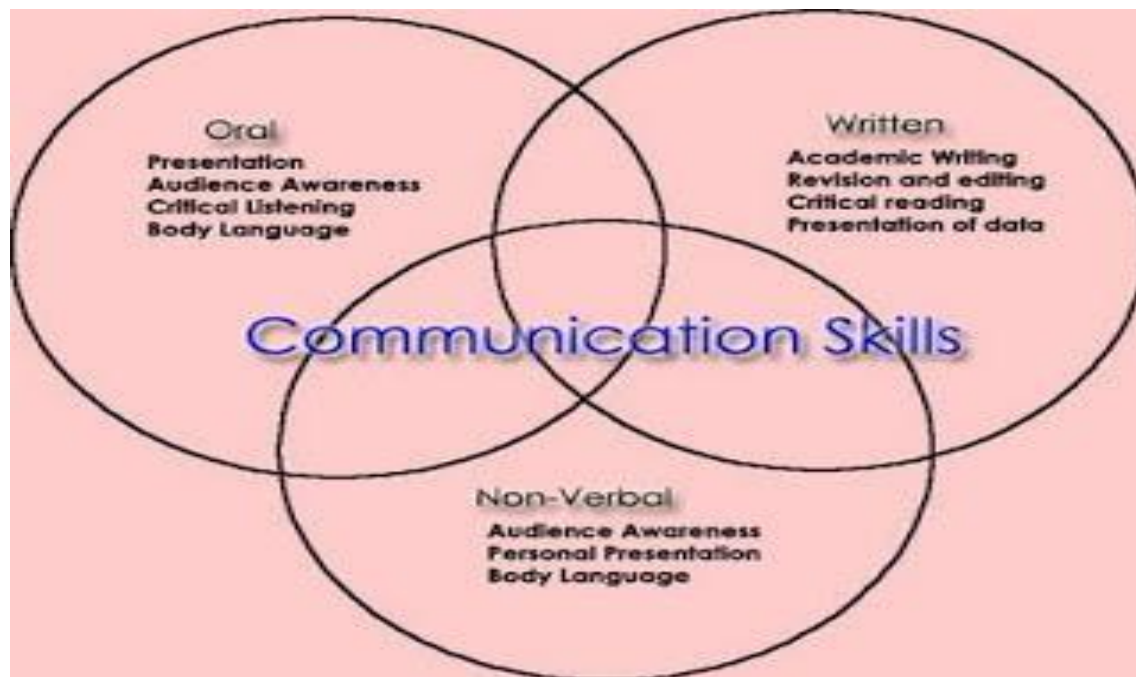 Oral
Presentation
Audience Awareness
Critical Listening
Body Language
Written
Academic Writing
Revision and editing
Critical reading
Presentation of data
Communication Skills
Non-Verbal
Audience Awareness
Personal Presentation
Body Language